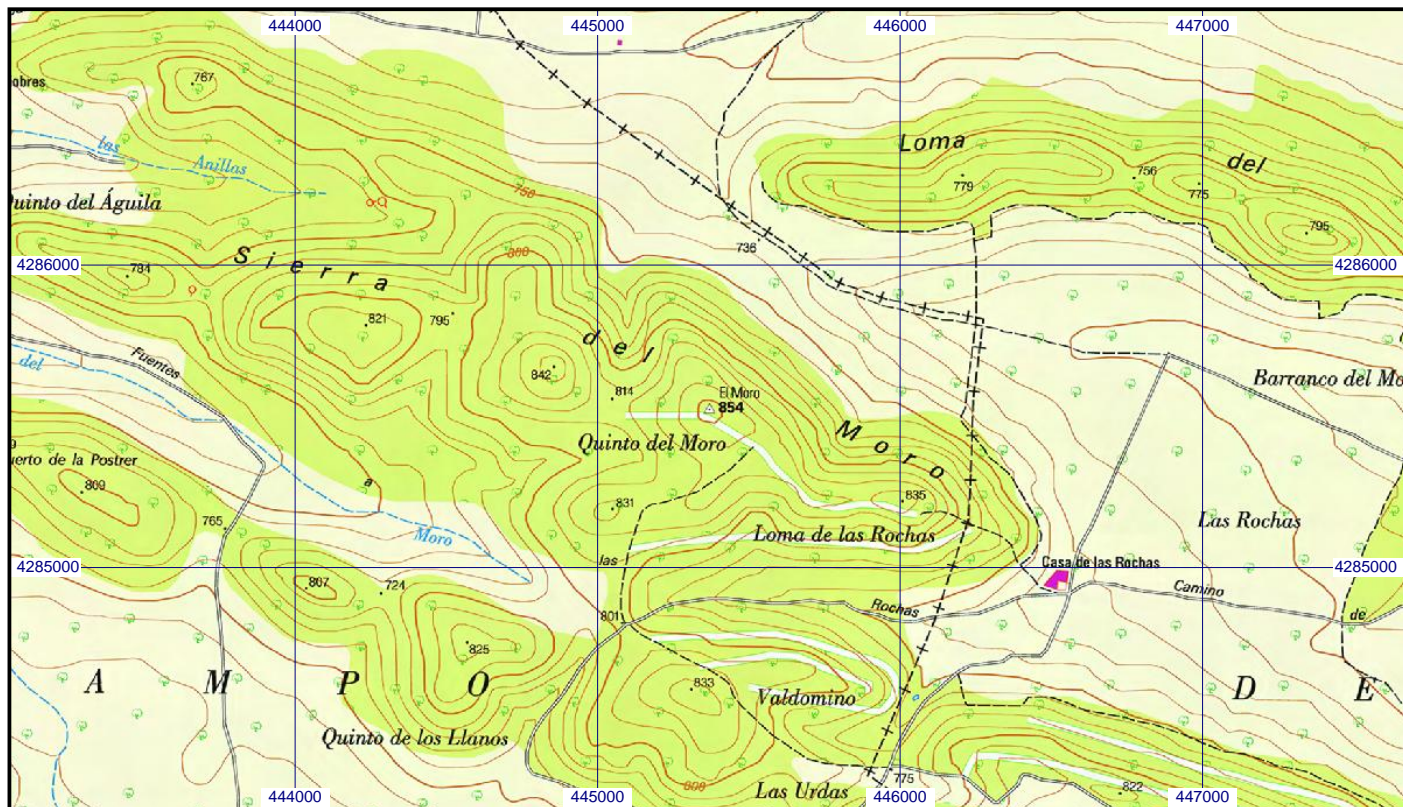 444000
445000
446000
447000
767
obres
las
Anillas
Loma
del
756
779
775
795
750
uinto del Águila
736
800
4286000
4286000
784
Sierra
821
795
del
842
814
El Moro
854
Fuentes
del
Barranco del Mo
Quinto del Moro
Moro
uerto de la Postrer
809
a
831
835
765
Moro
Loma de las Rochas
Las Rochas
las
4285000
4285000
Casa de las Rochas
807
724
Rochas
Camino
de
801
825
833
A M P O
Valdomino
D E
Quinto de los Llanos
775
822
800
Las Urdas
444000
445000
446000
447000